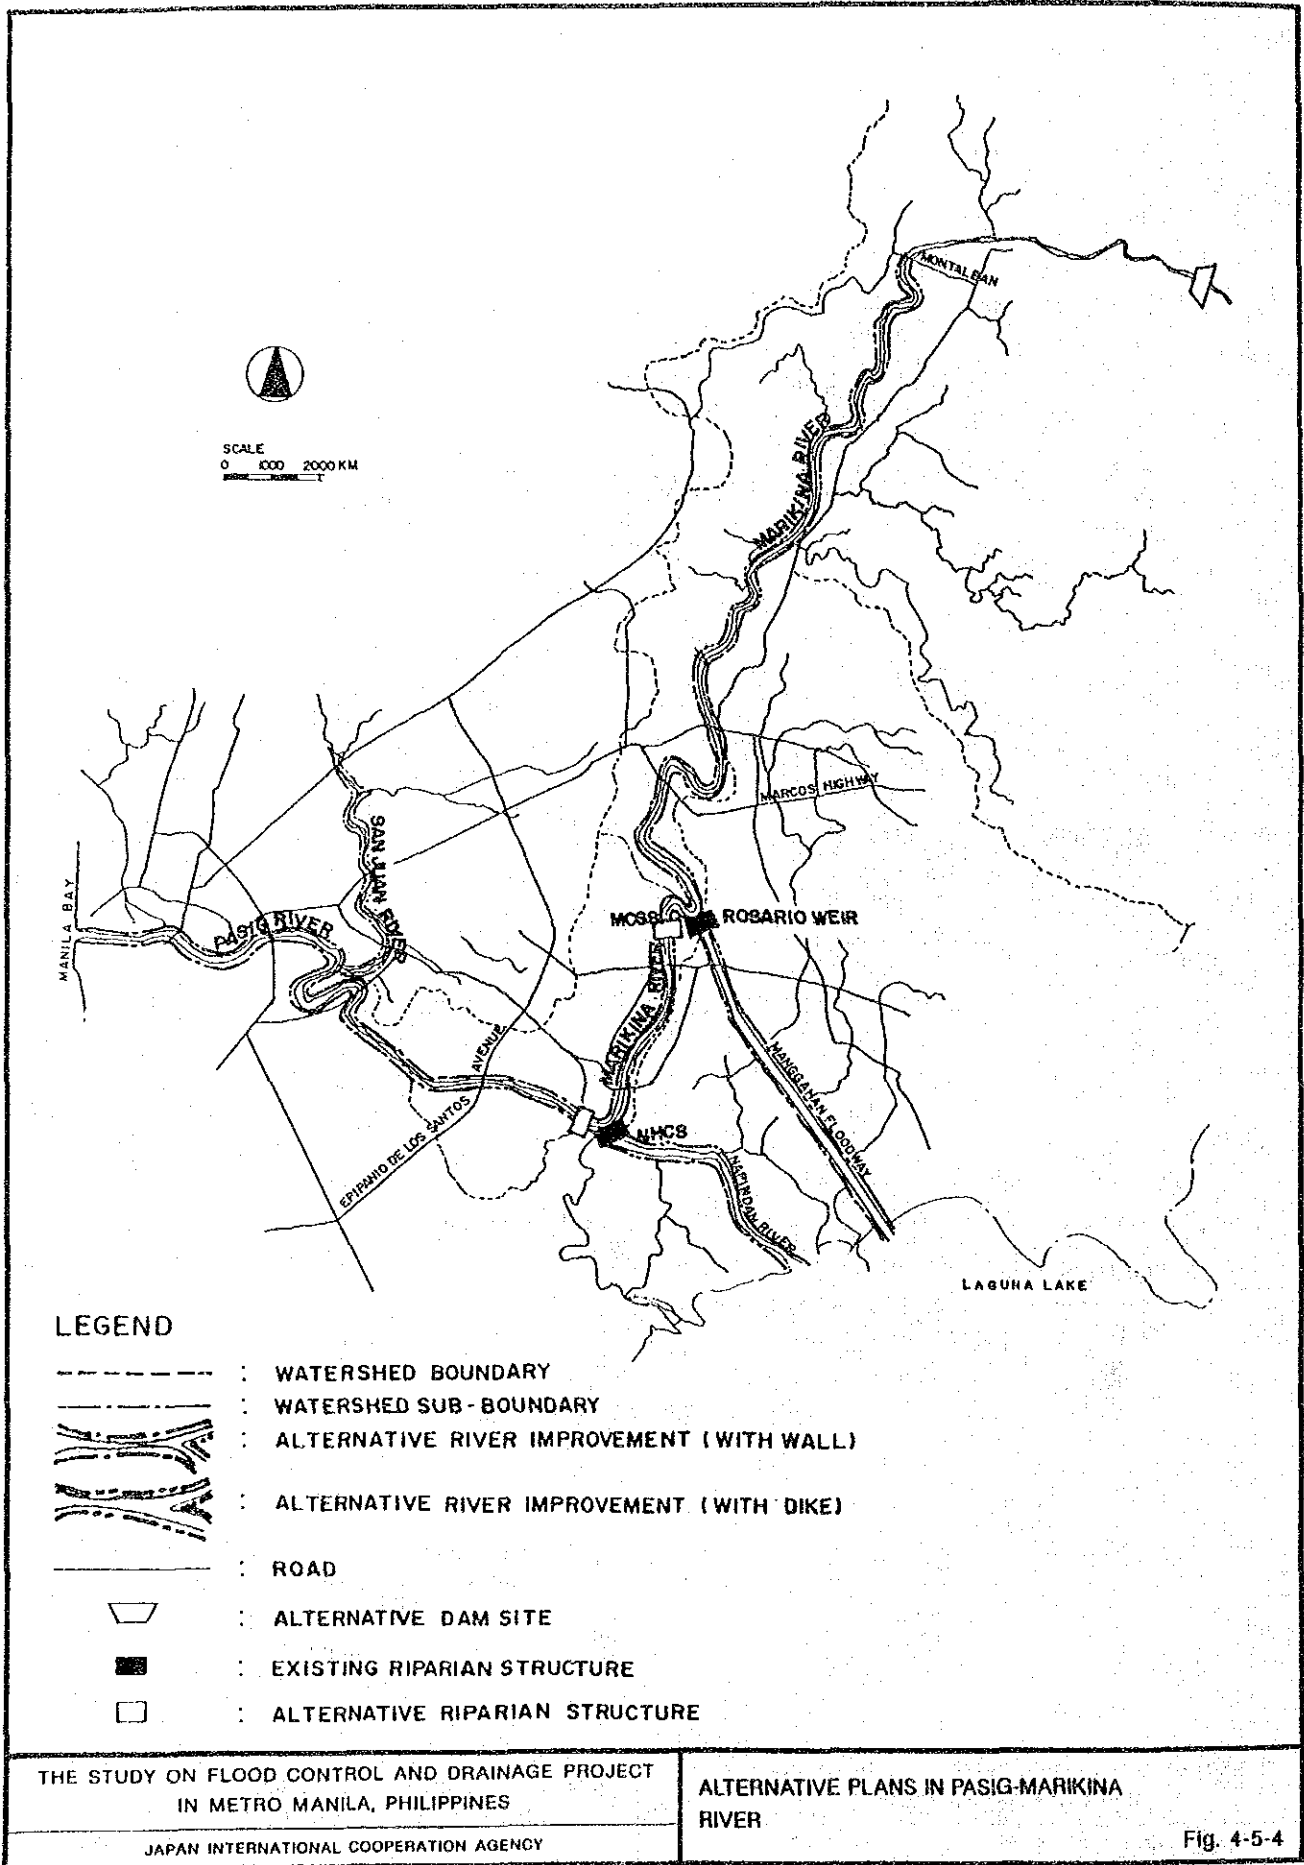 MONTALBAN
SCALE
0 1000 2000 KM
MARIKINA RIVER
MARCOS HIGHWAY
SAN JUAN RIVER
MANILA BAY
PASIG RIVER
MCSS
ROSARIO WEIR
MARIKINA RIVER
MANGGAHAN FLOODWAY
EPIPANIO DE LOS SANTOS AVENUE
NHCS
NAPINDAN RIVER
LAGUNA LAKE
LEGEND
: WATERSHED BOUNDARY
: WATERSHED SUB-BOUNDARY
: ALTERNATIVE RIVER IMPROVEMENT (WITH WALL)
: ALTERNATIVE RIVER IMPROVEMENT (WITH DIKE)
: ROAD
: ALTERNATIVE DAM SITE
: EXISTING RIPARIAN STRUCTURE
: ALTERNATIVE RIPARIAN STRUCTURE
THE STUDY ON FLOOD CONTROL AND DRAINAGE PROJECT
IN METRO MANILA, PHILIPPINES
JAPAN INTERNATIONAL COOPERATION AGENCY
ALTERNATIVE PLANS IN PASIG-MARIKINA
RIVER
Fig. 4-5-4